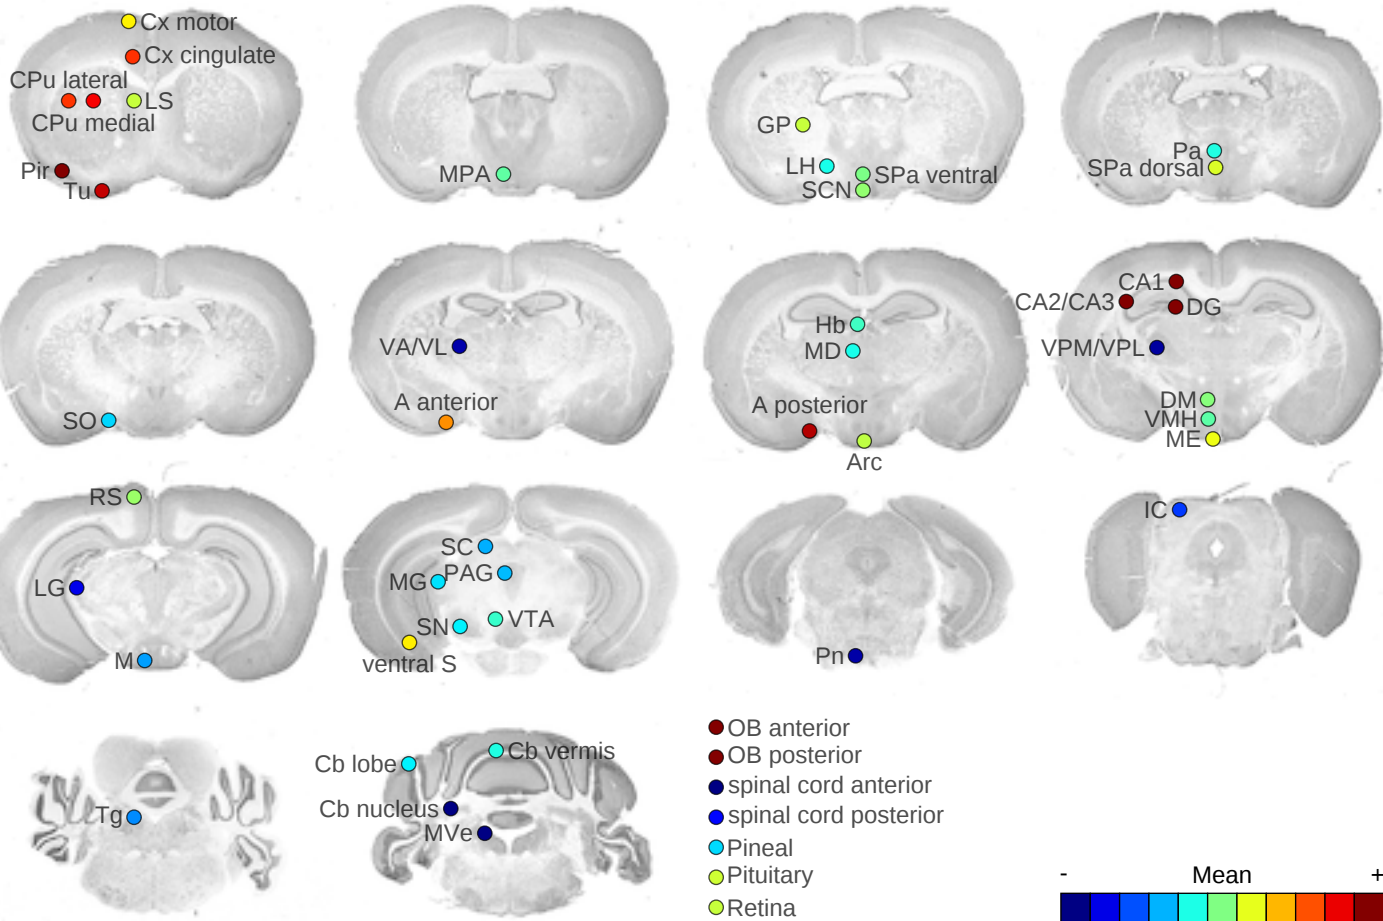 Cx motor
Cx cingulate
CPu lateral
LS
CPu medial
Pir
Tu
MPA
GP
LH
SPa ventral
SCN
Pa
SPa dorsal
SO
VA/VL
A anterior
Hb
MD
A posterior
Arc
CA1
CA2/CA3
DG
VPM/VPL
DM
VMH
ME
RS
LG
M
SC
PAG
MG
SN
VTA
ventral S
Pn
IC
Tg
Cb lobe
Cb vermis
Cb nucleus
MVe
OB anterior
OB posterior
spinal cord anterior
spinal cord posterior
Pineal
Pituitary
Retina
- Mean +